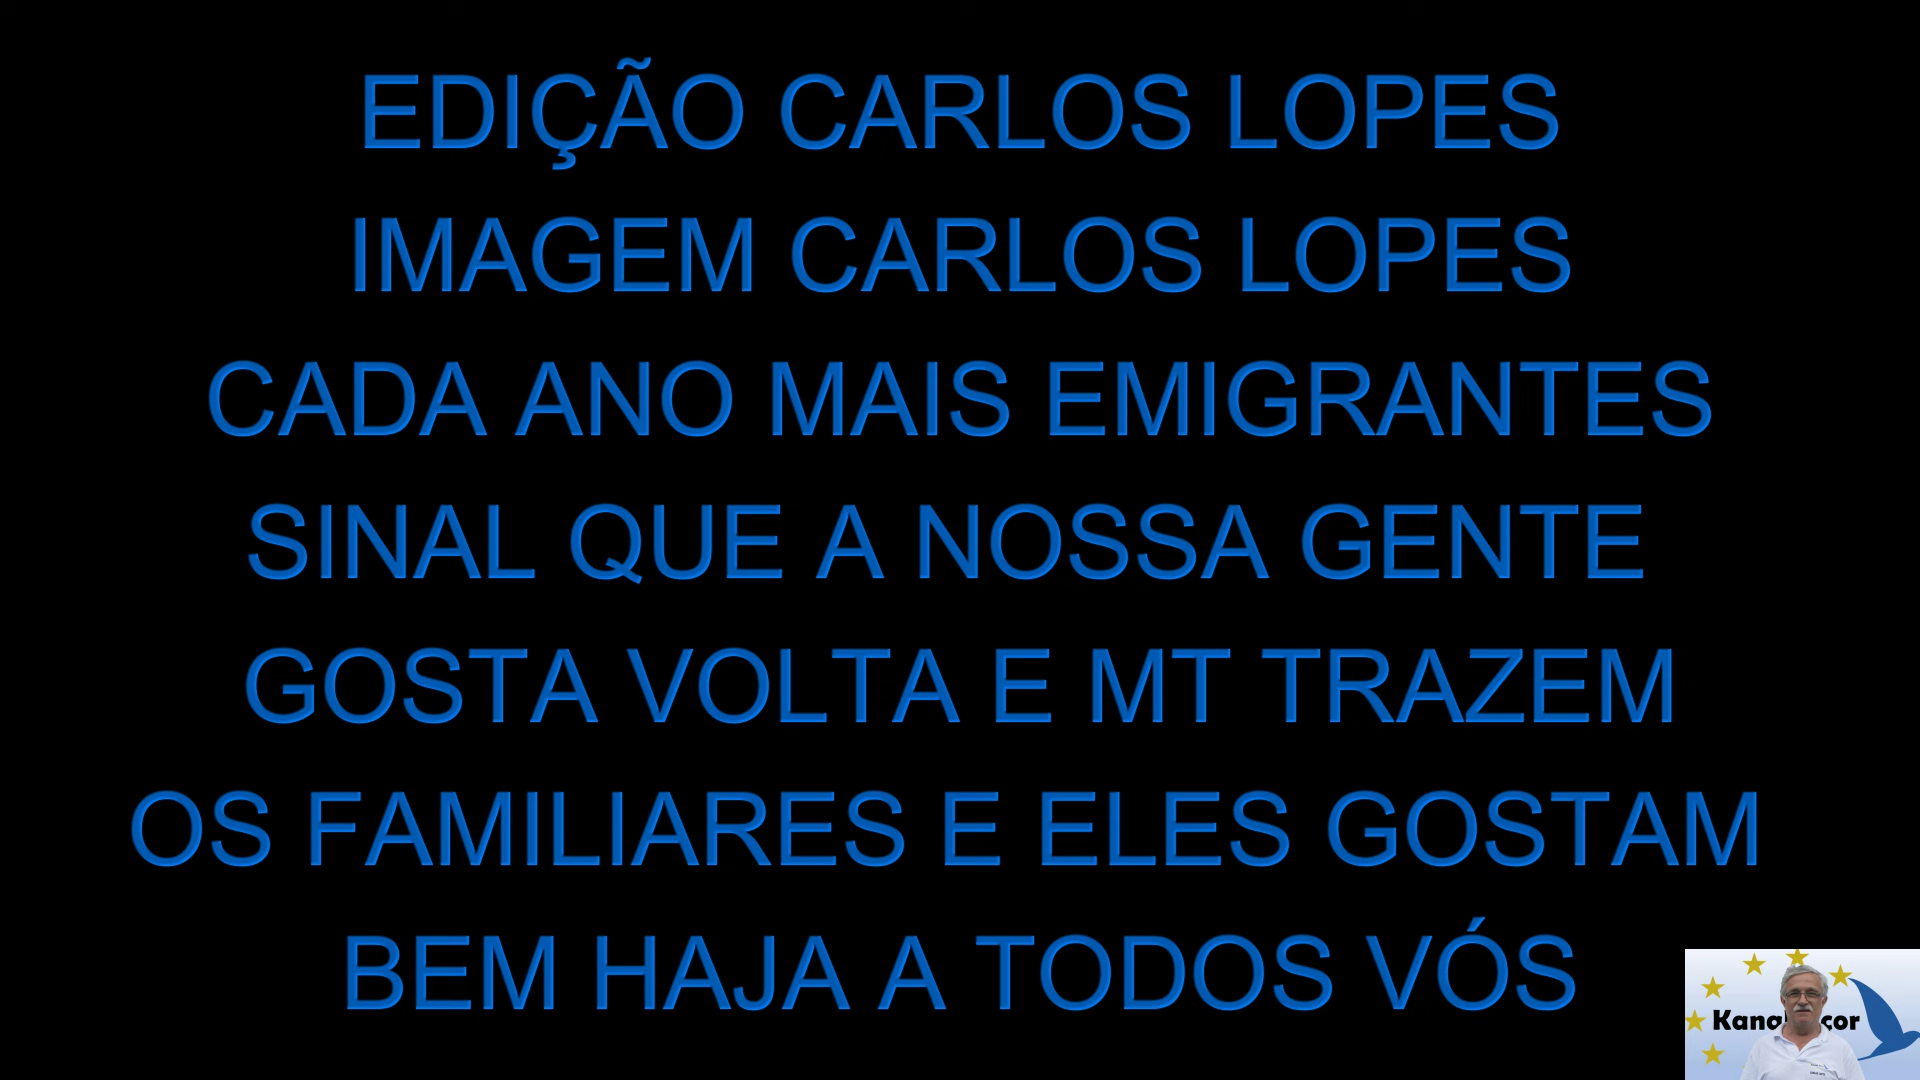 EDIÇÃO CARLOS LOPES
IMAGEM CARLOS LOPES
CADA ANO MAIS EMIGRANTES
SINAL QUE A NOSSA GENTE
GOSTA VOLTA E MT TRAZEM
OS FAMILIARES E ELES GOSTAM
BEM HAJA A TODOS VÓS